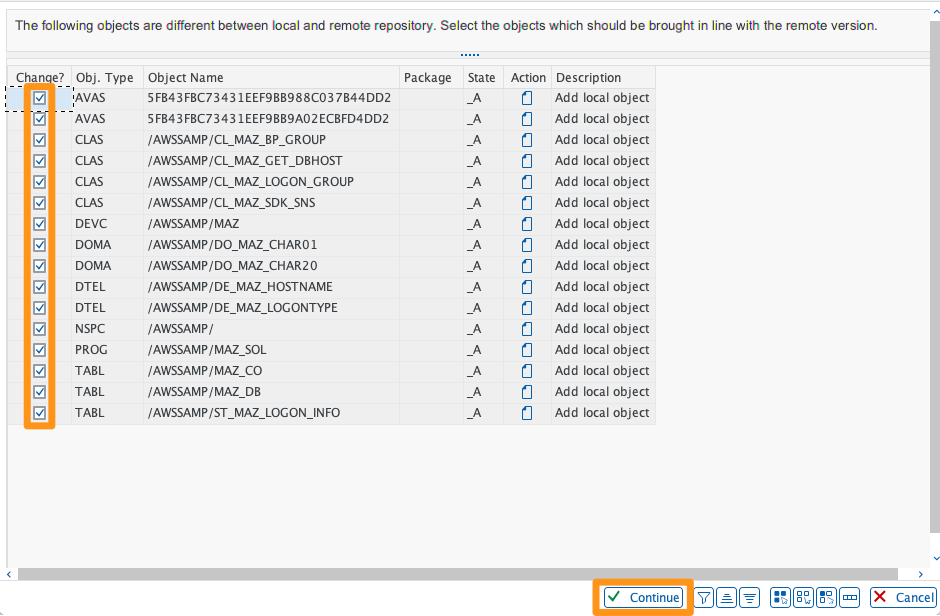 The following objects are different between local and remote repository. Select the objects which should be brought in line with the remote version.
Change? Obj. Type Object Name Package State Action Description
AVAS 5FB43FBC73431EEF9BB988C037B44DD2 _A Add local object
AVAS 5FB43FBC73431EEF9BB9A02ECBFD4DD2 _A Add local object
CLAS /AWSSAMP/CL_MAZ_BP_GROUP _A Add local object
CLAS /AWSSAMP/CL_MAZ_GET_DBHOST _A Add local object
CLAS /AWSSAMP/CL_MAZ_LOGON_GROUP _A Add local object
CLAS /AWSSAMP/CL_MAZ_SDK_SNS _A Add local object
DEVC /AWSSAMP/MAZ _A Add local object
DOMA /AWSSAMP/DO_MAZ_CHAR01 _A Add local object
DOMA /AWSSAMP/DO_MAZ_CHAR20 _A Add local object
DTEL /AWSSAMP/DE_MAZ_HOSTNAME _A Add local object
DTEL /AWSSAMP/DE_MAZ_LOGONTYPE _A Add local object
NSPC /AWSSAMP/ _A Add local object
PROG /AWSSAMP/MAZ_SOL _A Add local object
TABL /AWSSAMP/MAZ_CO _A Add local object
TABL /AWSSAMP/MAZ_DB _A Add local object
TABL /AWSSAMP/ST_MAZ_LOGON_INFO _A Add local object
Continue Cancel